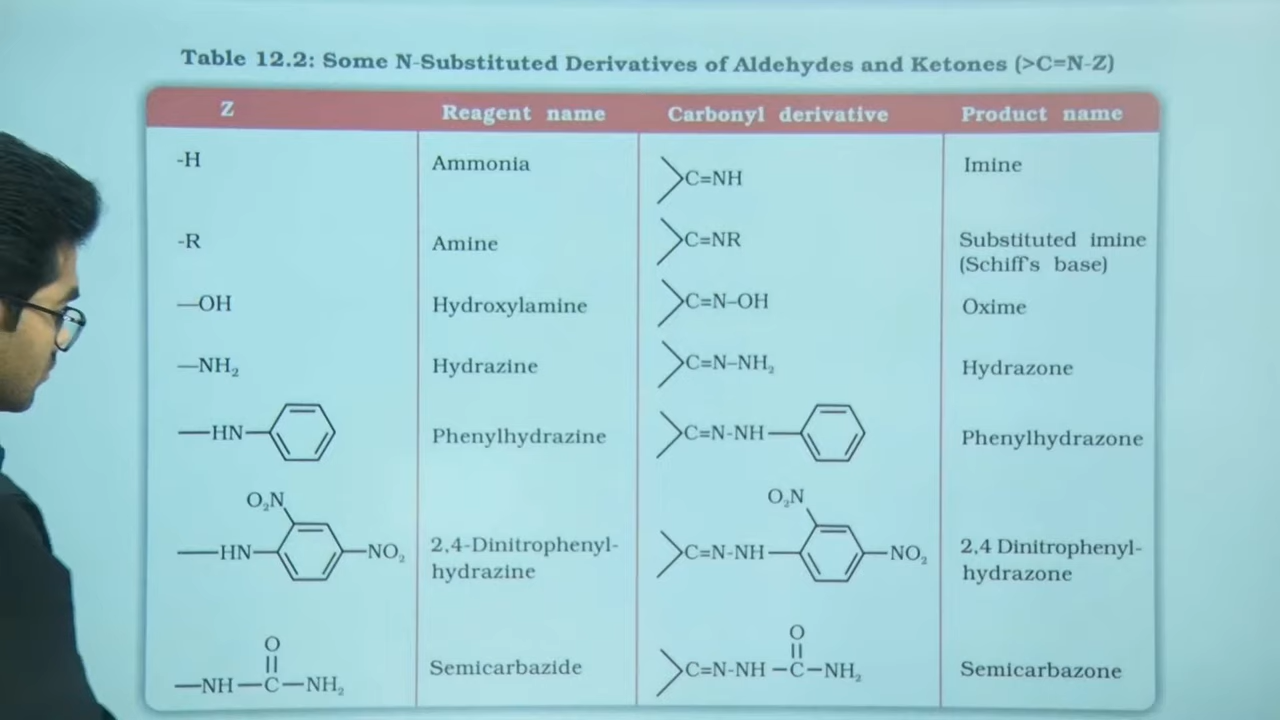 Table 12.2: Some N-Substituted Derivatives of Aldehydes and Ketones (>C=N-Z)
Z Reagent name Carbonyl derivative Product name
-H Ammonia >C=NH Imine
-R Amine >C=NR Substituted imine
(Schiff's base)
—OH Hydroxylamine >C=N–OH Oxime
—NH₂ Hydrazine >C=N–NH₂ Hydrazone
—HN— Phenylhydrazine >C=N-NH— Phenylhydrazone
O₂N O₂N
—HN— —NO₂ 2,4-Dinitrophenyl- >C=N-NH— —NO₂ 2,4 Dinitrophenyl-
hydrazine hydrazone
O O
—NH—C—NH₂ Semicarbazide >C=N-NH—C—NH₂ Semicarbazone